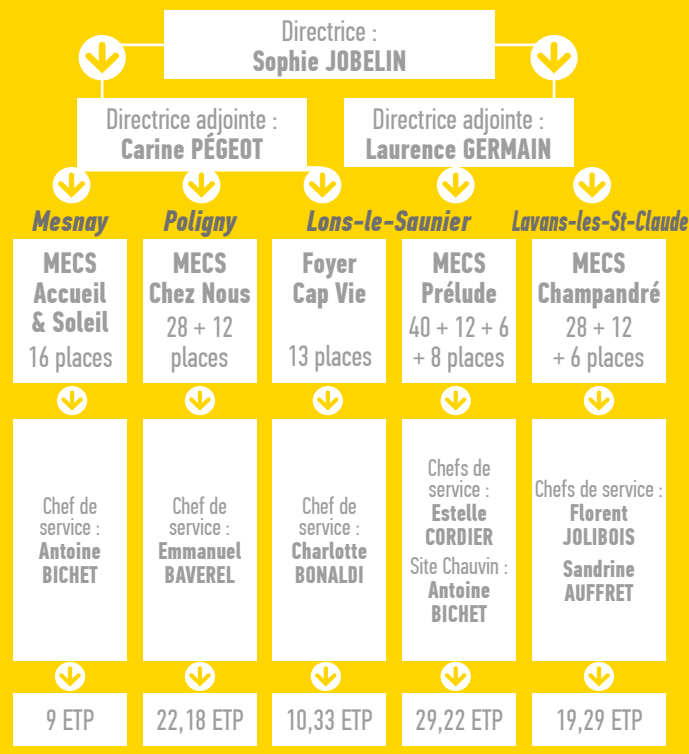 Directrice :
Sophie JOBELIN
Directrice adjointe :
Carine PÉGEOT
Directrice adjointe :
Laurence GERMAIN
Mesnay
Poligny
Lons-le-Saunier
Lavans-les-St-Claude
MECS
Accueil
& Soleil
16 places
MECS
Chez Nous
28 + 12
places
Foyer
Cap Vie
13 places
MECS
Prélude
40 + 12 + 6
+ 8 places
MECS
Champandré
28 + 12
+ 6 places
Chef de
service :
Antoine
BICHET
Chef de
service :
Emmanuel
BAVEREL
Chef de
service :
Charlotte
BONALDI
Chefs de
service :
Estelle
CORDIER
Site Chauvin :
Antoine
BICHET
Chefs de service :
Florent
JOLIBOIS
Sandrine
AUFFRET
9 ETP
22,18 ETP
10,33 ETP
29,22 ETP
19,29 ETP